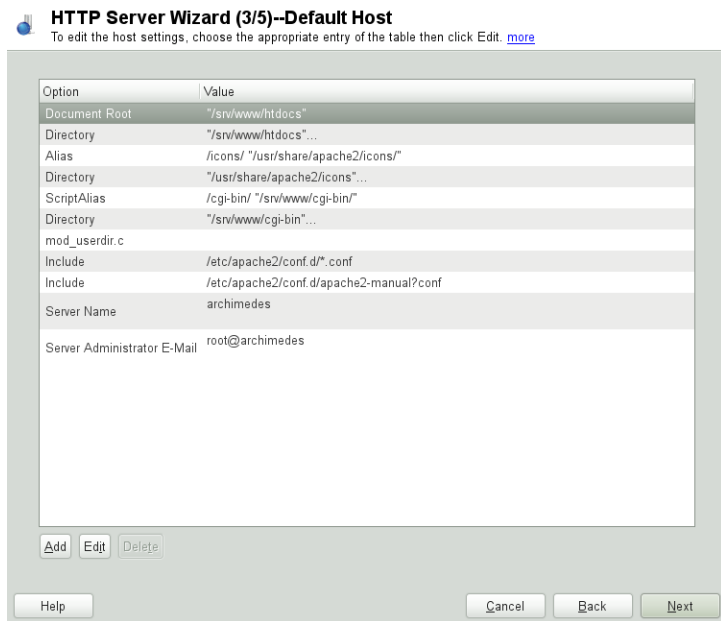 HTTP Server Wizard (3/5)--Default Host
To edit the host settings, choose the appropriate entry of the table then click Edit. more
Option Value
Document Root "/srv/www/htdocs"
Directory "/srv/www/htdocs"...
Alias /icons/ "/usr/share/apache2/icons/"
Directory "/usr/share/apache2/icons"...
ScriptAlias /cgi-bin/ "/srv/www/cgi-bin/"
Directory "/srv/www/cgi-bin"...
mod_userdir.c
Include /etc/apache2/conf.d/*.conf
Include /etc/apache2/conf.d/apache2-manual?conf
Server Name archimedes
Server Administrator E-Mail root@archimedes
Add Edit Delete
Help Cancel Back Next